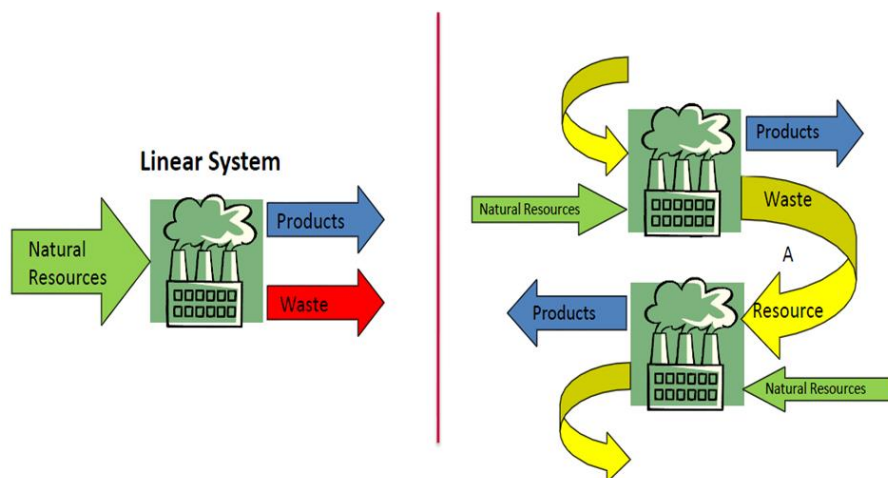 Linear System
Natural
Resources
Products
Waste
Products
Natural Resources
Waste
A
Resource
Products
Natural Resources